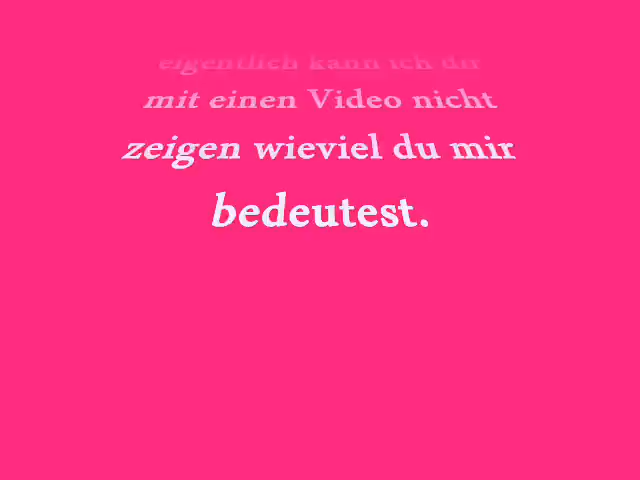 eigentlich kann ich dir
mit einen Video nicht
zeigen wieviel du mir
bedeutest.